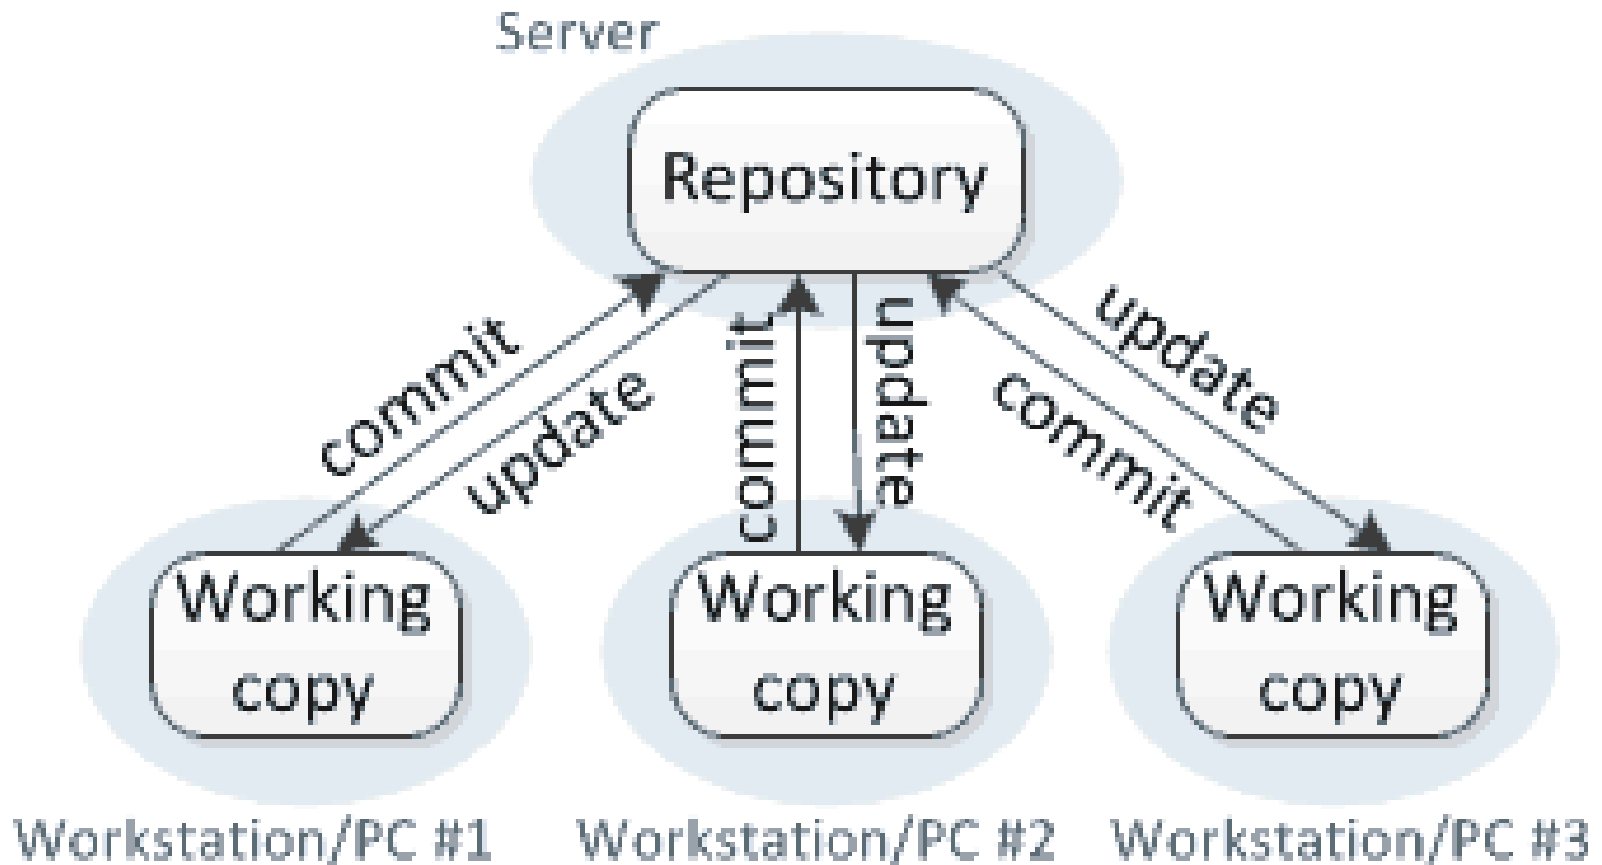 Server
Repository
commit
update
commit
update
commit
update
Working
copy
Working
copy
Working
copy
Workstation/PC #1
Workstation/PC #2
Workstation/PC #3